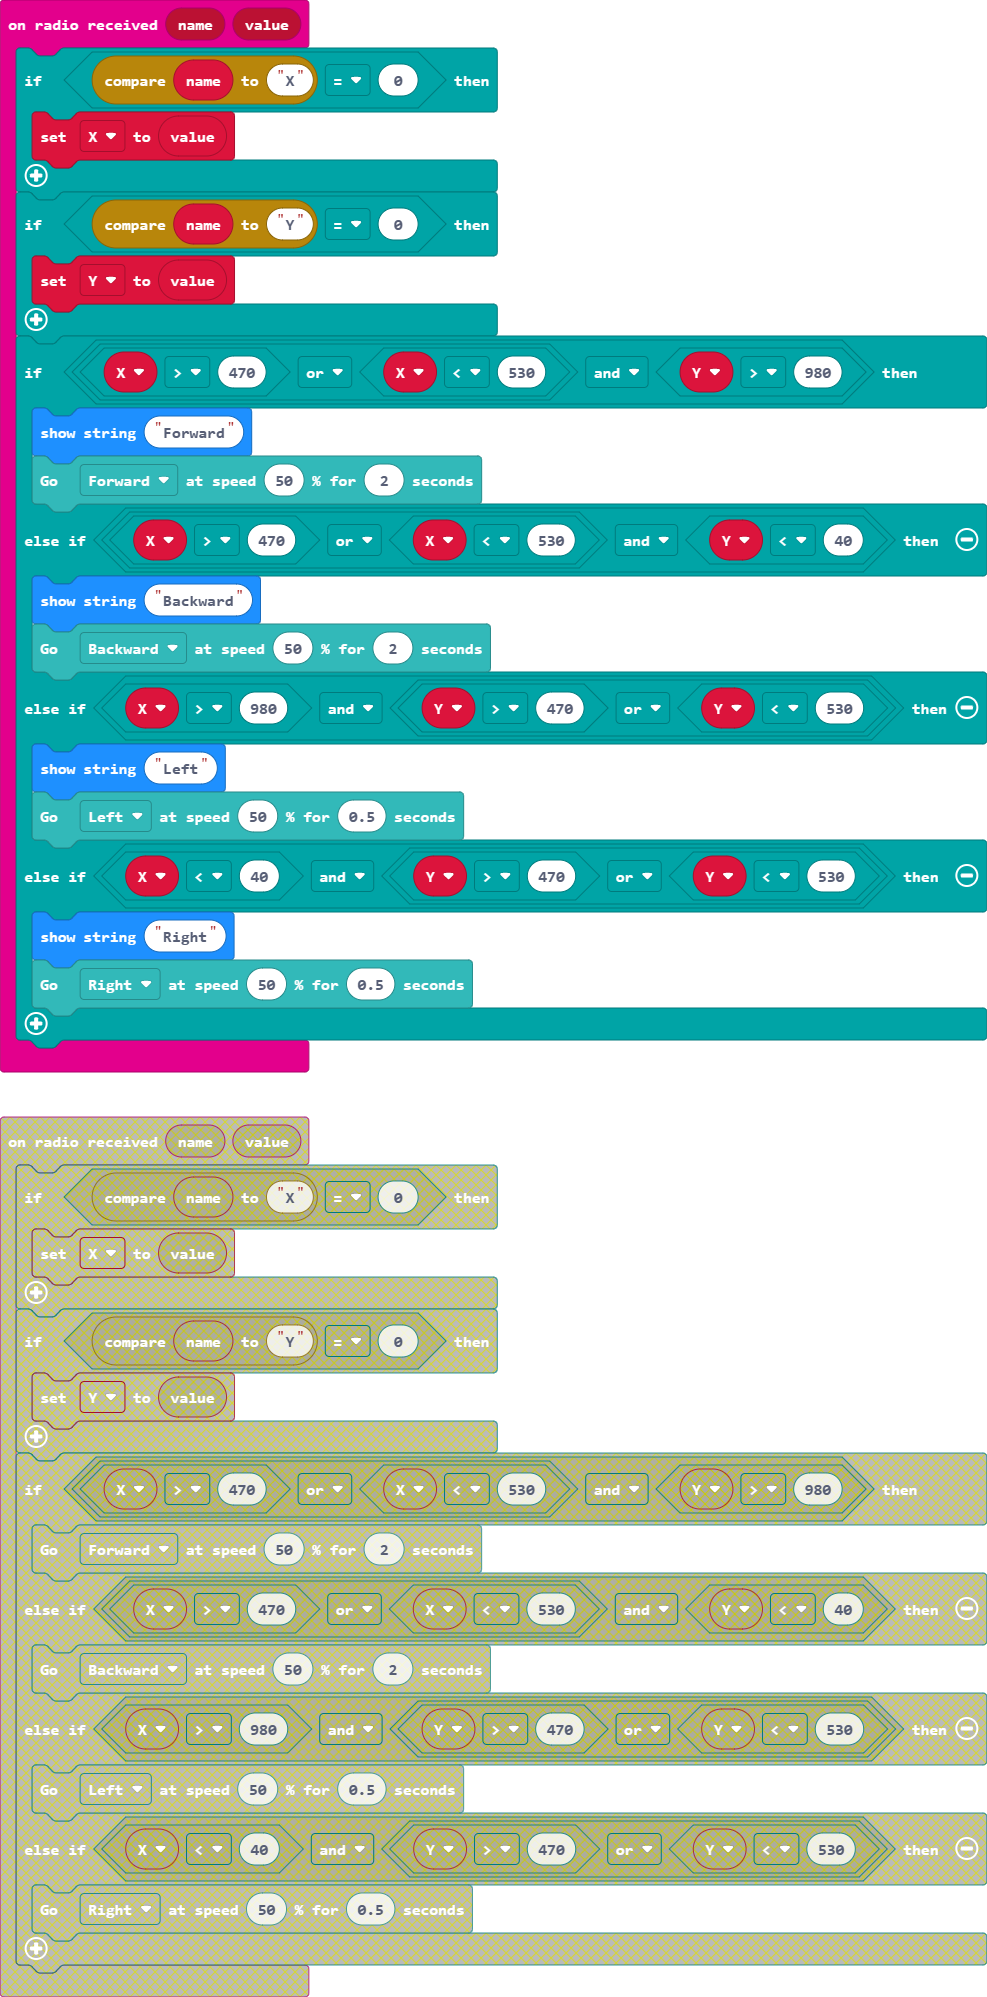 on radio received name value
if compare name to "X" = 0 then
set X to value
if compare name to "Y" = 0 then
set Y to value
if X > 470 or X < 530 and Y > 980 then
show string "Forward"
Go Forward at speed 50 % for 2 seconds
else if X > 470 or X < 530 and Y < 40 then
show string "Backward"
Go Backward at speed 50 % for 2 seconds
else if X > 980 and Y > 470 or Y < 530 then
show string "Left"
Go Left at speed 50 % for 0.5 seconds
else if X < 40 and Y > 470 or Y < 530 then
show string "Right"
Go Right at speed 50 % for 0.5 seconds
on radio received name value
if compare name to "X" = 0 then
set X to value
if compare name to "Y" = 0 then
set Y to value
if X > 470 or X < 530 and Y > 980 then
Go Forward at speed 50 % for 2 seconds
else if X > 470 or X < 530 and Y < 40 then
Go Backward at speed 50 % for 2 seconds
else if X > 980 and Y > 470 or Y < 530 then
Go Left at speed 50 % for 0.5 seconds
else if X < 40 and Y > 470 or Y < 530 then
Go Right at speed 50 % for 0.5 seconds